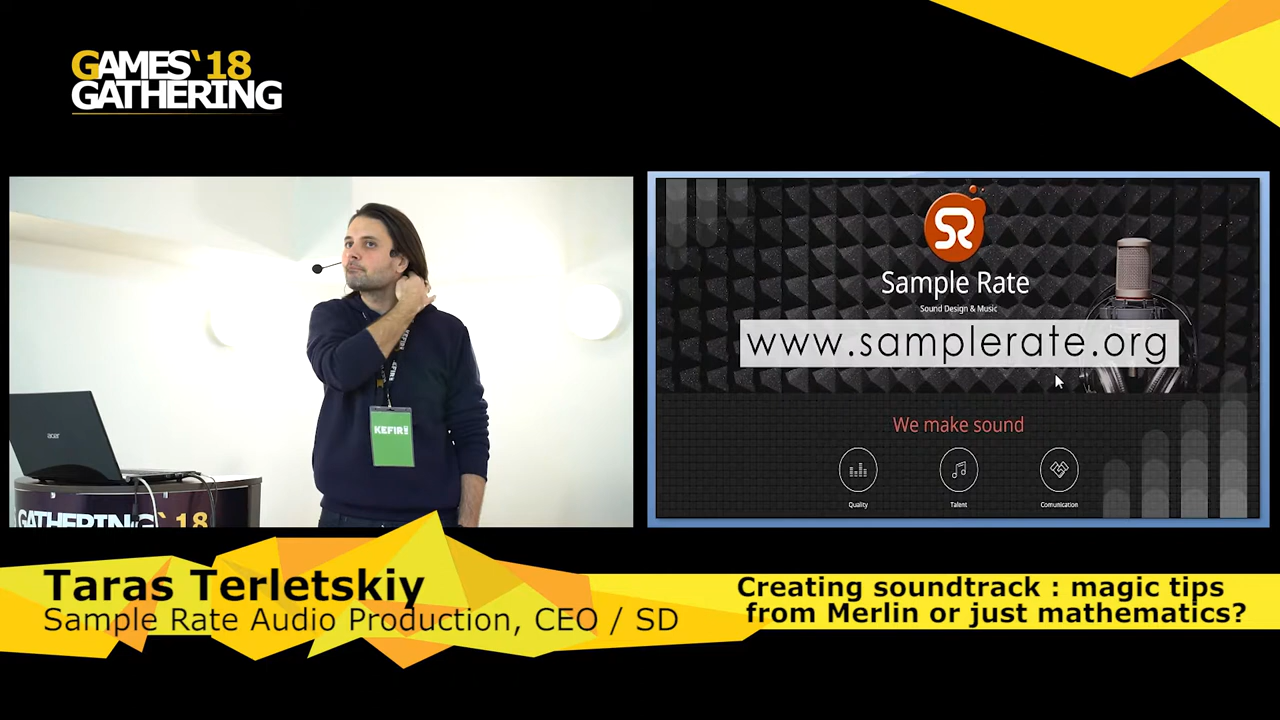 GAMES`18
GATHERING
acer
KEFIR!
GATHERING`18
SR
Sample Rate
Sound Design & Music
www.samplerate.org
We make sound
Quality
Talent
Comunication
Taras Terletskiy
Sample Rate Audio Production, CEO / SD
Creating soundtrack : magic tips
from Merlin or just mathematics?